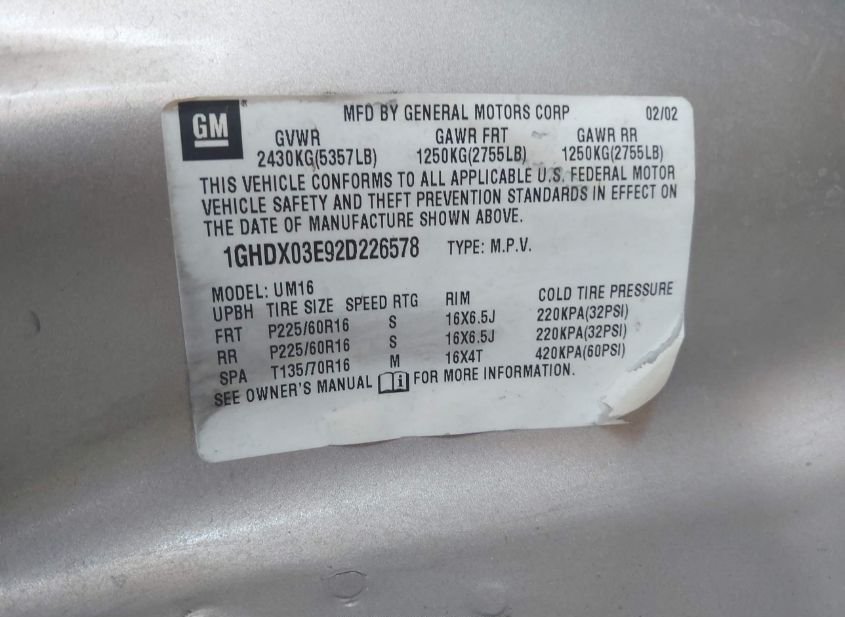 GM
MFD BY GENERAL MOTORS CORP 02/02
GVWR GAWR FRT GAWR RR
2430KG(5357LB) 1250KG(2755LB) 1250KG(2755LB)
THIS VEHICLE CONFORMS TO ALL APPLICABLE U.S. FEDERAL MOTOR
VEHICLE SAFETY AND THEFT PREVENTION STANDARDS IN EFFECT ON
THE DATE OF MANUFACTURE SHOWN ABOVE.
1GHDX03E92D226578 TYPE: M.P.V.
MODEL: UM16
UPBH TIRE SIZE SPEED RTG RIM COLD TIRE PRESSURE
FRT P225/60R16 S 16X6.5J 220KPA(32PSI)
RR P225/60R16 S 16X6.5J 220KPA(32PSI)
SPA T135/70R16 M 16X4T 420KPA(60PSI)
SEE OWNER'S MANUAL FOR MORE INFORMATION.